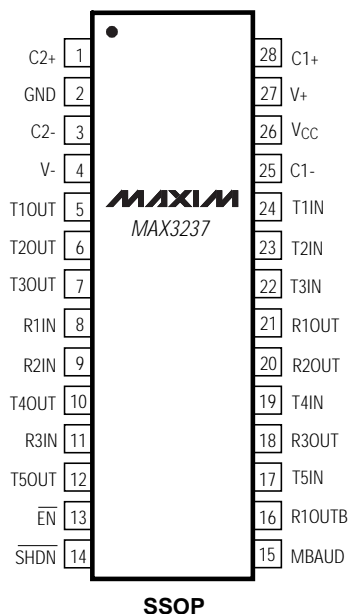 C2+ 1 28 C1+
GND 2 27 V+
C2- 3 26 VCC
V- 4 25 C1-
MAXIM
MAX3237
T1OUT 5 24 T1IN
T2OUT 6 23 T2IN
T3OUT 7 22 T3IN
R1IN 8 21 R1OUT
R2IN 9 20 R2OUT
T4OUT 10 19 T4IN
R3IN 11 18 R3OUT
T5OUT 12 17 T5IN
EN 13 16 R1OUTB
SHDN 14 15 MBAUD
SSOP